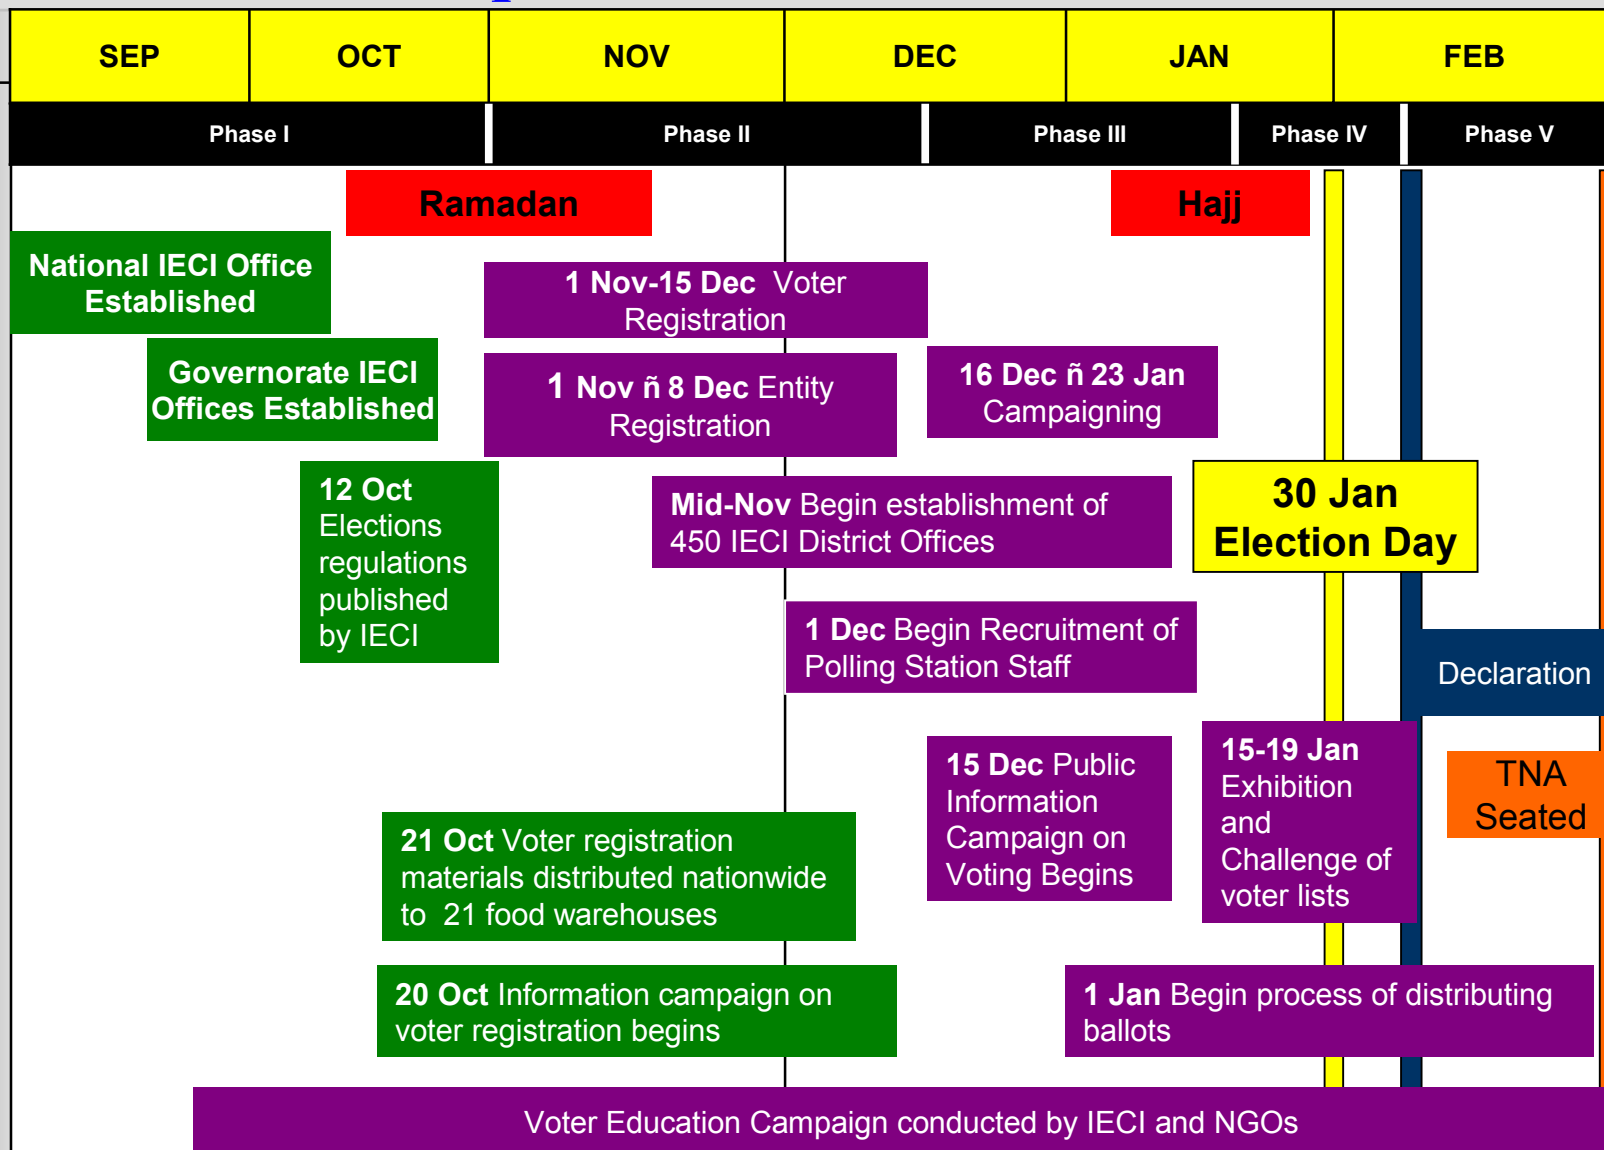 SEP OCT NOV DEC JAN FEB
Phase I Phase II Phase III Phase IV Phase V
Ramadan
Hajj
National IECI Office
Established
1 Nov-15 Dec Voter
Registration
Governorate IECI
Offices Established
1 Nov ñ 8 Dec Entity
Registration
16 Dec ñ 23 Jan
Campaigning
12 Oct
Elections
regulations
published
by IECI
Mid-Nov Begin establishment of
450 IECI District Offices
30 Jan
Election Day
1 Dec Begin Recruitment of
Polling Station Staff
Declaration
15 Dec Public
Information
Campaign on
Voting Begins
15-19 Jan
Exhibition
and
Challenge of
voter lists
TNA
Seated
21 Oct Voter registration
materials distributed nationwide
to 21 food warehouses
20 Oct Information campaign on
voter registration begins
1 Jan Begin process of distributing
ballots
Voter Education Campaign conducted by IECI and NGOs